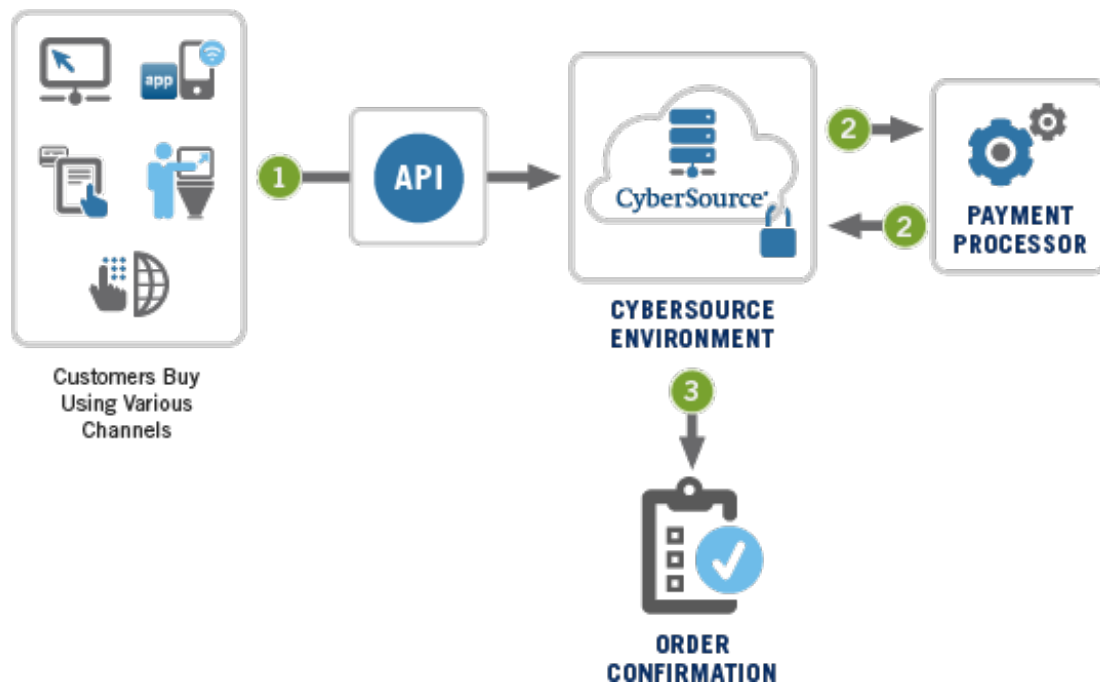 app
Customers Buy
Using Various
Channels
1
API
CyberSource
CYBERSOURCE
ENVIRONMENT
2
2
PAYMENT
PROCESSOR
3
ORDER
CONFIRMATION